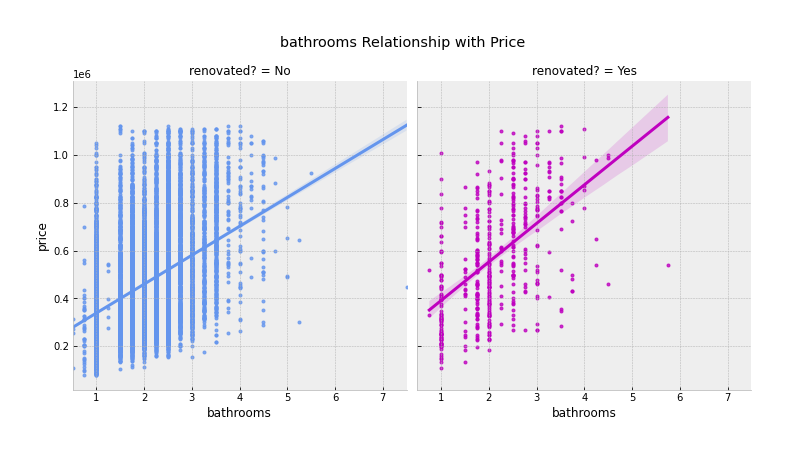 bathrooms Relationship with Price
renovated? = No
renovated? = Yes
1e6
1.2
1.0
0.8
0.6
0.4
0.2
price
1 2 3 4 5 6 7
1 2 3 4 5 6 7
bathrooms
bathrooms